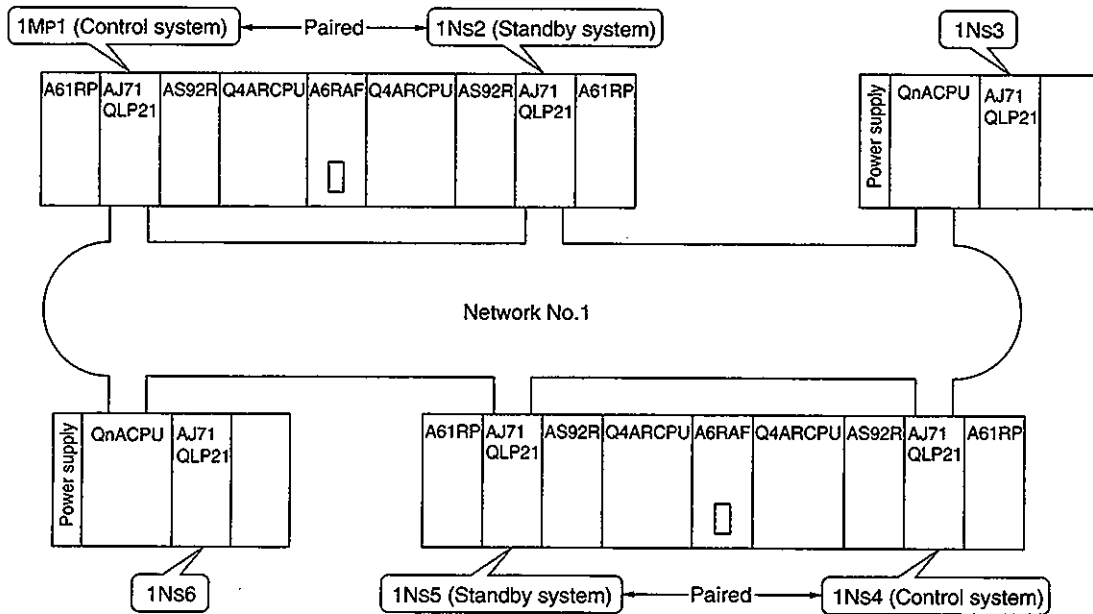 1MP1 (Control system)
Paired
1NS2 (Standby system)
1NS3
A61RP
AJ71
QLP21
AS92R
Q4ARCPU
A6RAF
Q4ARCPU
AS92R
AJ71
QLP21
A61RP
Power supply
QnACPU
AJ71
QLP21
Network No.1
Power supply
QnACPU
AJ71
QLP21
A61RP
AJ71
QLP21
AS92R
Q4ARCPU
A6RAF
Q4ARCPU
AS92R
AJ71
QLP21
A61RP
1NS6
1NS5 (Standby system)
Paired
1NS4 (Control system)